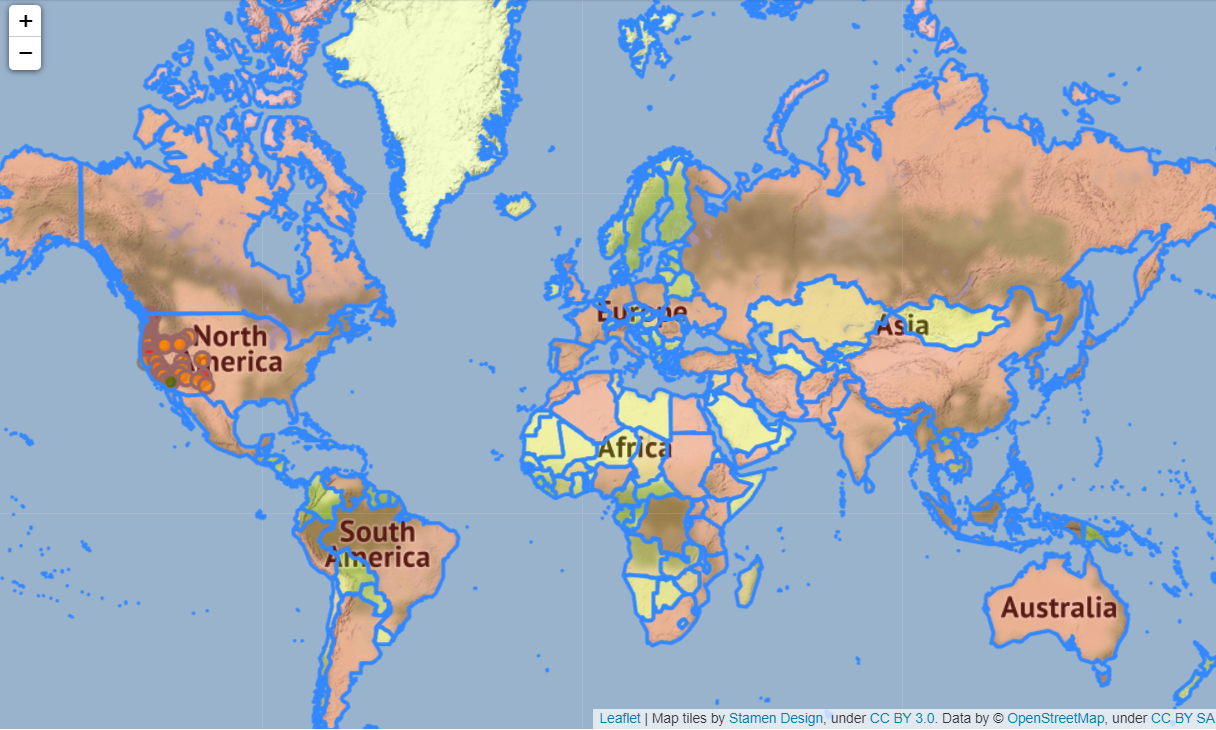 +
−
North
America
Europe
Asia
Africa
South
America
Australia
Leaflet | Map tiles by Stamen Design, under CC BY 3.0. Data by © OpenStreetMap, under CC BY SA